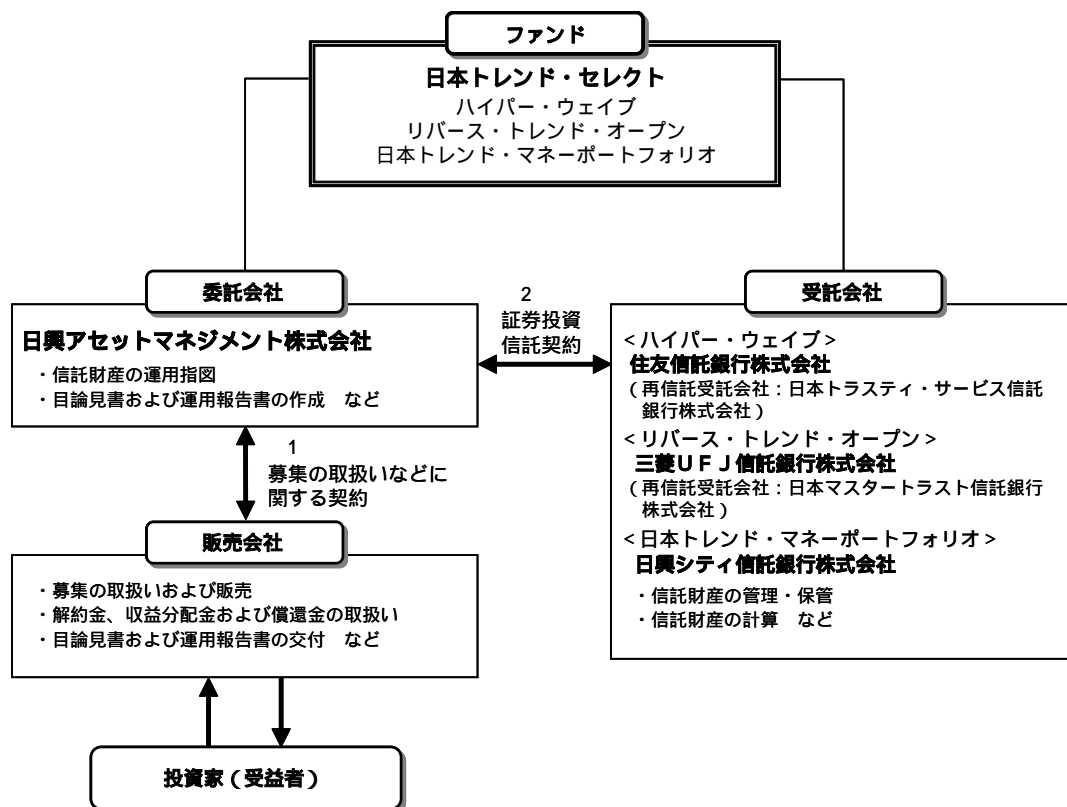 ファンド
日本トレンド・セレクト
ハイパー・ウェイブ
リバース・トレンド・オープン
日本トレンド・マネーポートフォリオ
委託会社
日興アセットマネジメント株式会社
・信託財産の運用指図
・目論見書および運用報告書の作成　など
2
証券投資
信託契約
受託会社
＜ハイパー・ウェイブ＞
住友信託銀行株式会社
（再信託受託会社：日本トラスティ・サービス信託
銀行株式会社）
＜リバース・トレンド・オープン＞
三菱ＵＦＪ信託銀行株式会社
（再信託受託会社：日本マスタートラスト信託銀行
株式会社）
＜日本トレンド・マネーポートフォリオ＞
日興シティ信託銀行株式会社
・信託財産の管理・保管
・信託財産の計算　など
1
募集の取扱いなどに
関する契約
販売会社
・募集の取扱いおよび販売
・解約金、収益分配金および償還金の取扱い
・目論見書および運用報告書の交付　など
投資家（受益者）